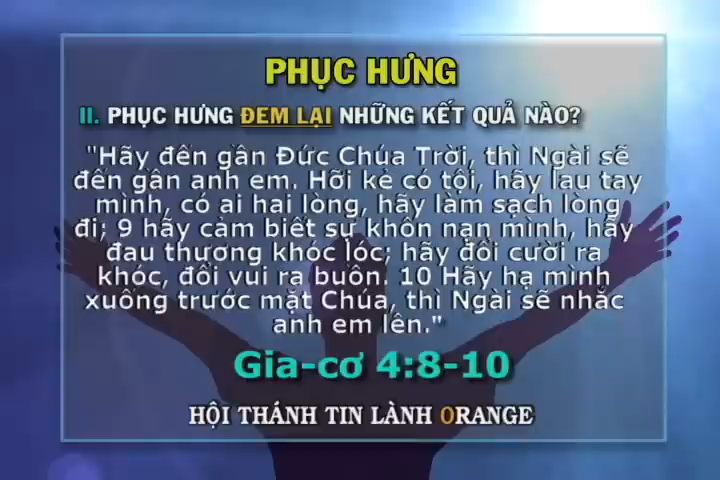 PHỤC HƯNG
II. PHỤC HƯNG ĐEM LẠI NHỮNG KẾT QUẢ NÀO?
"Hãy đến gần Đức Chúa Trời, thì Ngài sẽ
đến gần anh em. Hỡi kẻ có tội, hãy lau tay
mình, có ai hai lòng, hãy làm sạch lòng
đi; 9 hãy cảm biết sự khốn nạn mình, hãy
đau thương khóc lóc; hãy đổi cười ra
khóc, đổi vui ra buồn. 10 Hãy hạ mình
xuống trước mặt Chúa, thì Ngài sẽ nhắc
anh em lên."
Gia-cơ 4:8-10
HỘI THÁNH TIN LÀNH ORANGE